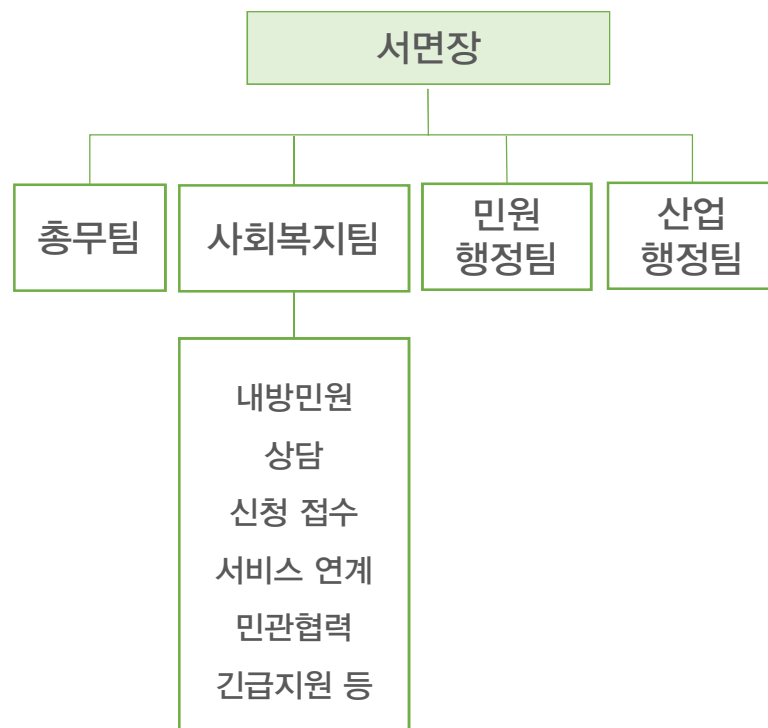 서면장
총무팀
사회복지팀
민원
행정팀
산업
행정팀
내방민원
상담
신청 접수
서비스 연계
민관협력
긴급지원 등